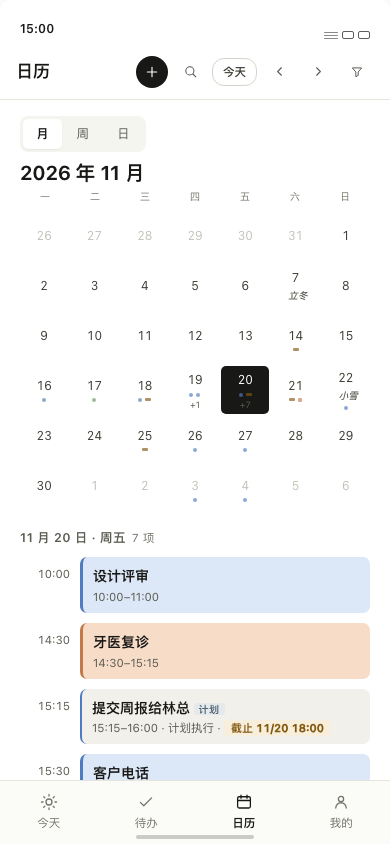 15:00
日历
今天
月 周 日
2026 年 11 月
一 二 三 四 五 六 日
26 27 28 29 30 31 1
2 3 4 5 6 7 8
立冬
9 10 11 12 13 14 15
16 17 18 19 20 21 22
小雪
+1 +7
23 24 25 26 27 28 29
30 1 2 3 4 5 6
11 月 20 日 · 周五 7 项
10:00 设计评审
10:00–11:00
14:30 牙医复诊
14:30–15:15
15:15 提交周报给林总 计划
15:15–16:00 · 计划执行 · 截止 11/20 18:00
15:30 客户电话
今天 待办 日历 我的